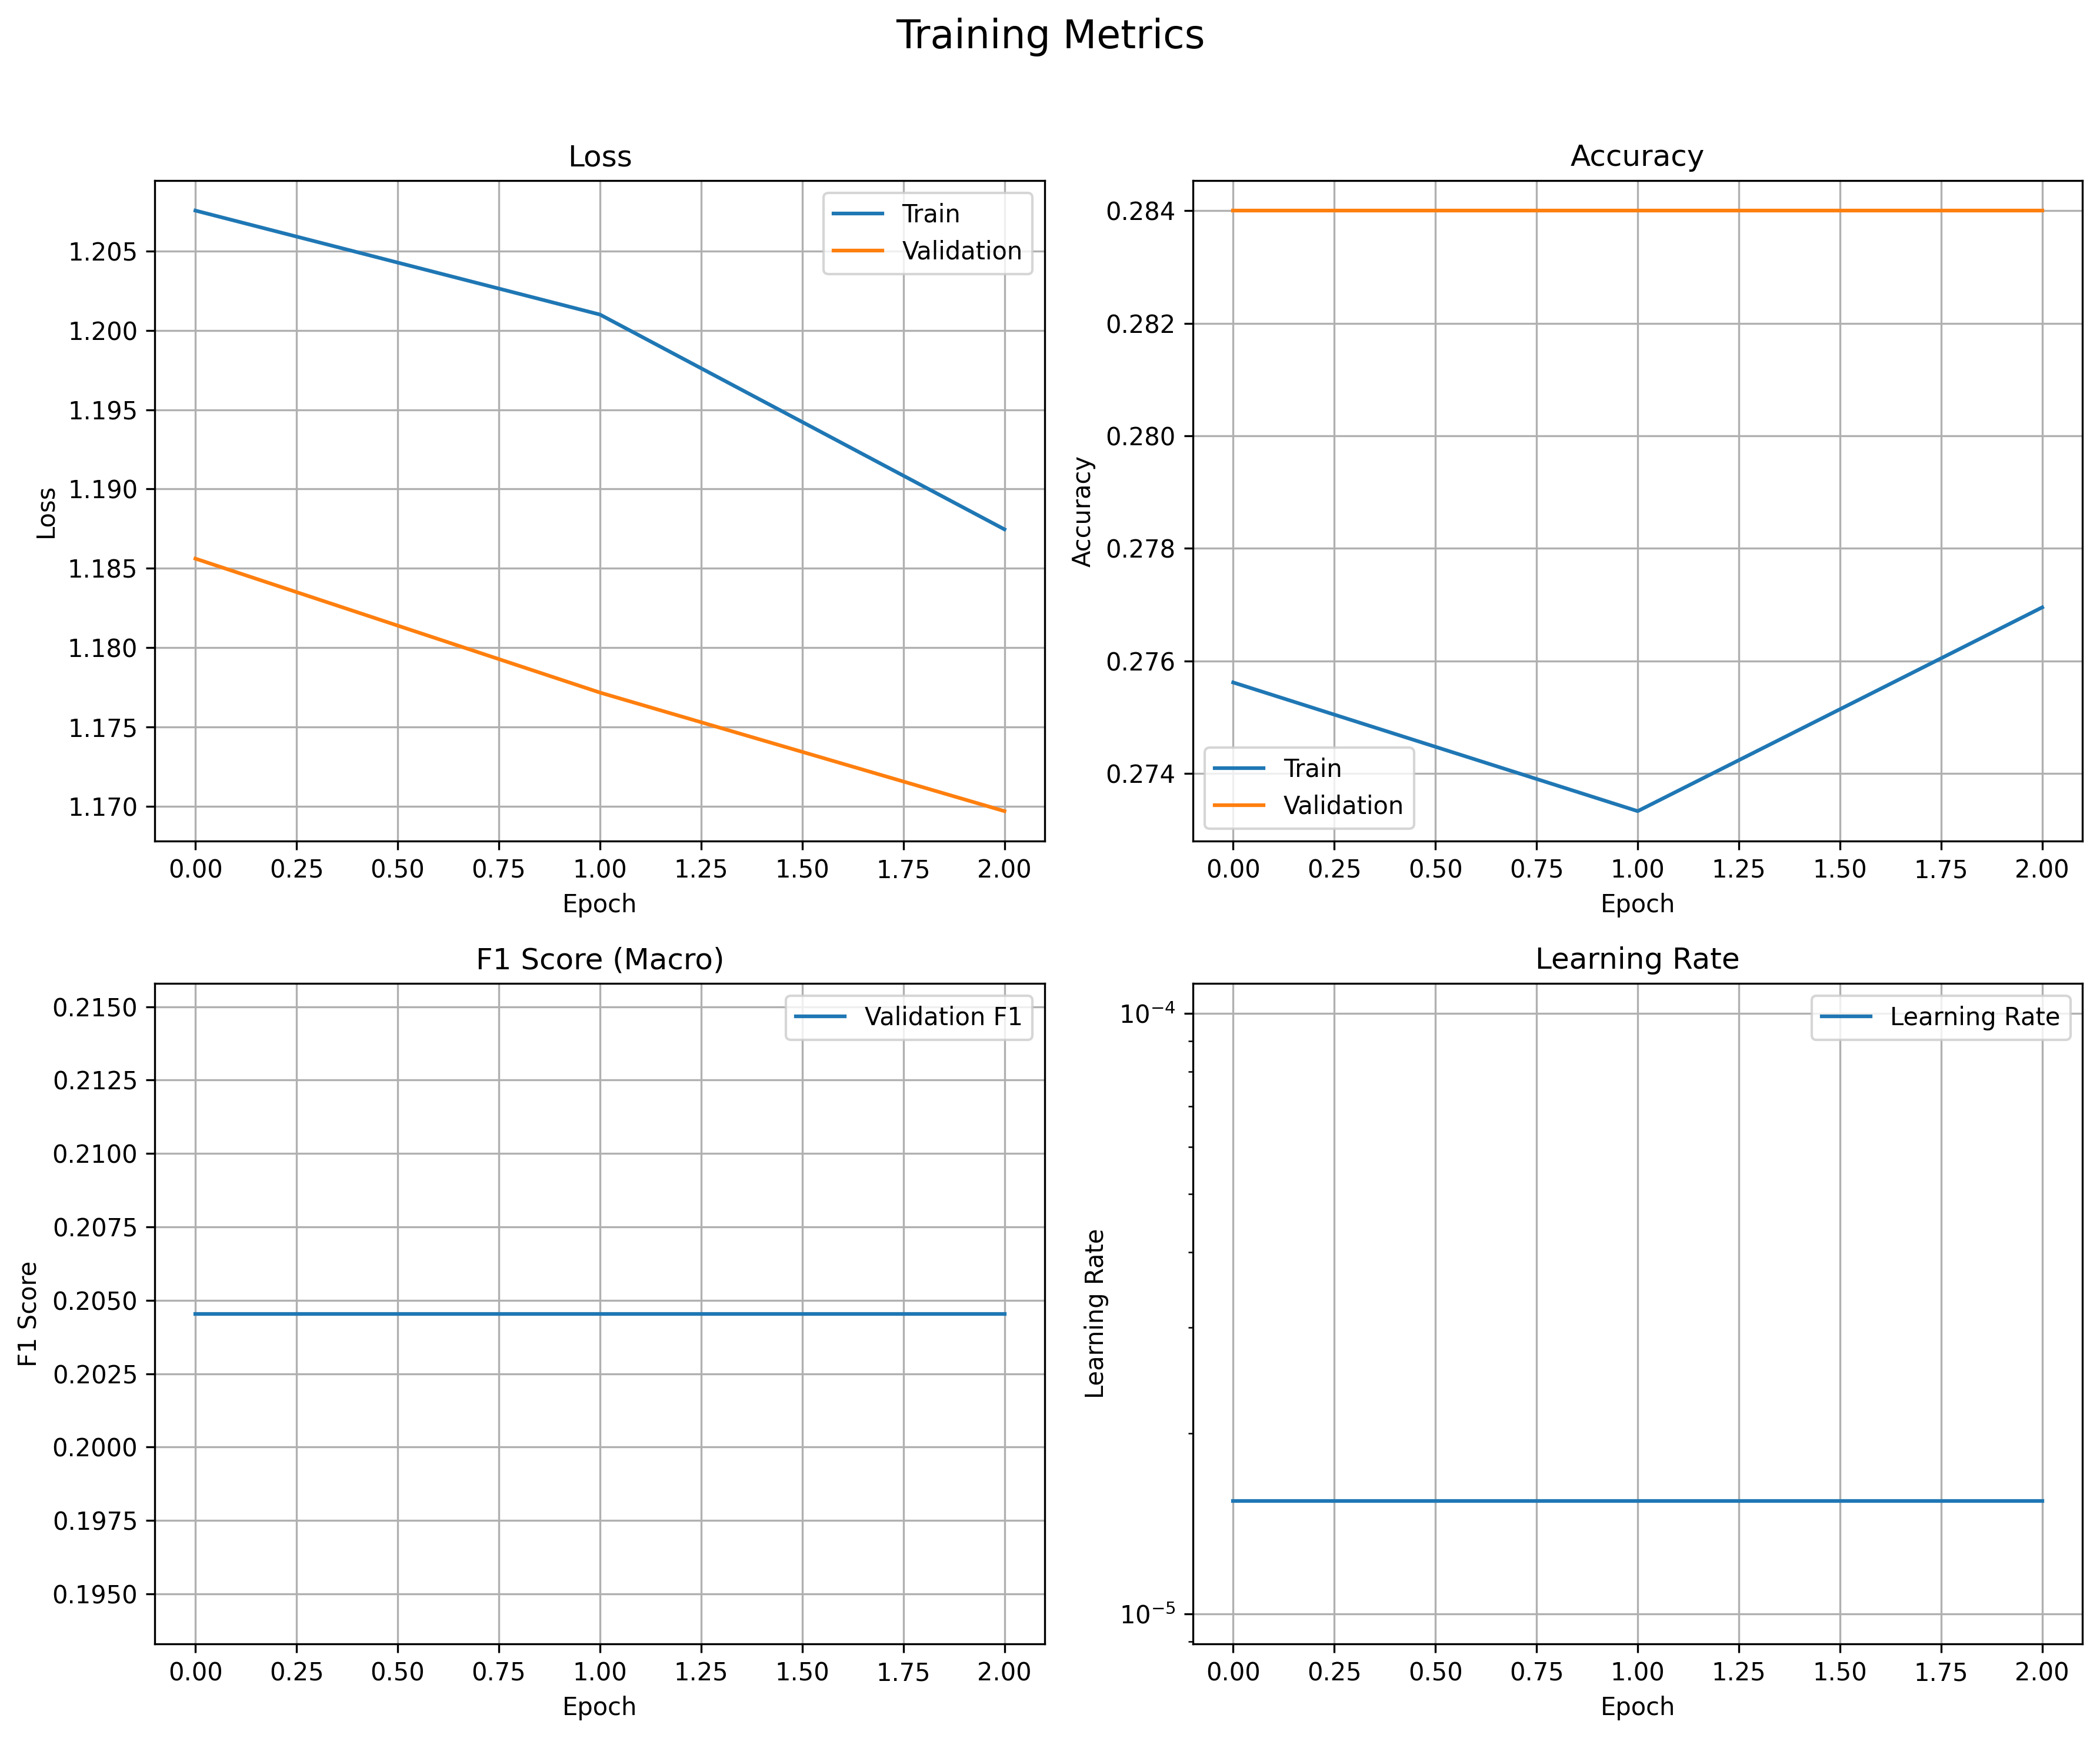 Training Metrics
Loss
1.205
1.200
1.195
1.190
1.185
1.180
1.175
1.170
Loss
Train
Validation
0.00 0.25 0.50 0.75 1.00 1.25 1.50 1.75 2.00
Epoch
Accuracy
0.284
0.282
0.280
0.278
0.276
0.274
Accuracy
Train
Validation
0.00 0.25 0.50 0.75 1.00 1.25 1.50 1.75 2.00
Epoch
F1 Score (Macro)
0.2150
0.2125
0.2100
0.2075
0.2050
0.2025
0.2000
0.1975
0.1950
F1 Score
Validation F1
0.00 0.25 0.50 0.75 1.00 1.25 1.50 1.75 2.00
Epoch
Learning Rate
10⁻⁴
10⁻⁵
Learning Rate
Learning Rate
0.00 0.25 0.50 0.75 1.00 1.25 1.50 1.75 2.00
Epoch